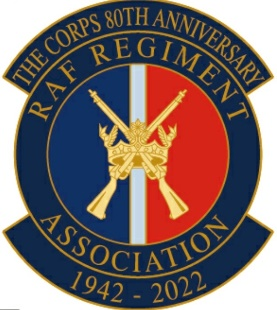 THE CORPS 80TH ANNIVERSARY
RAF REGIMENT
ASSOCIATION
1942 - 2022